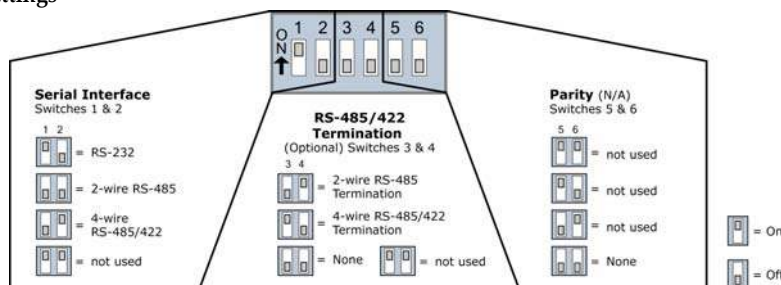 O
N
1 2 3 4 5 6
Serial Interface
Switches 1 & 2
1 2
= RS-232
= 2-wire RS-485
= 4-wire
RS-485/422
= not used
RS-485/422
Termination
(Optional) Switches 3 & 4
3 4
= 2-wire RS-485
Termination
= 4-wire RS-485/422
Termination
= None
= not used
Parity (N/A)
Switches 5 & 6
5 6
= not used
= not used
= not used
= None
= On